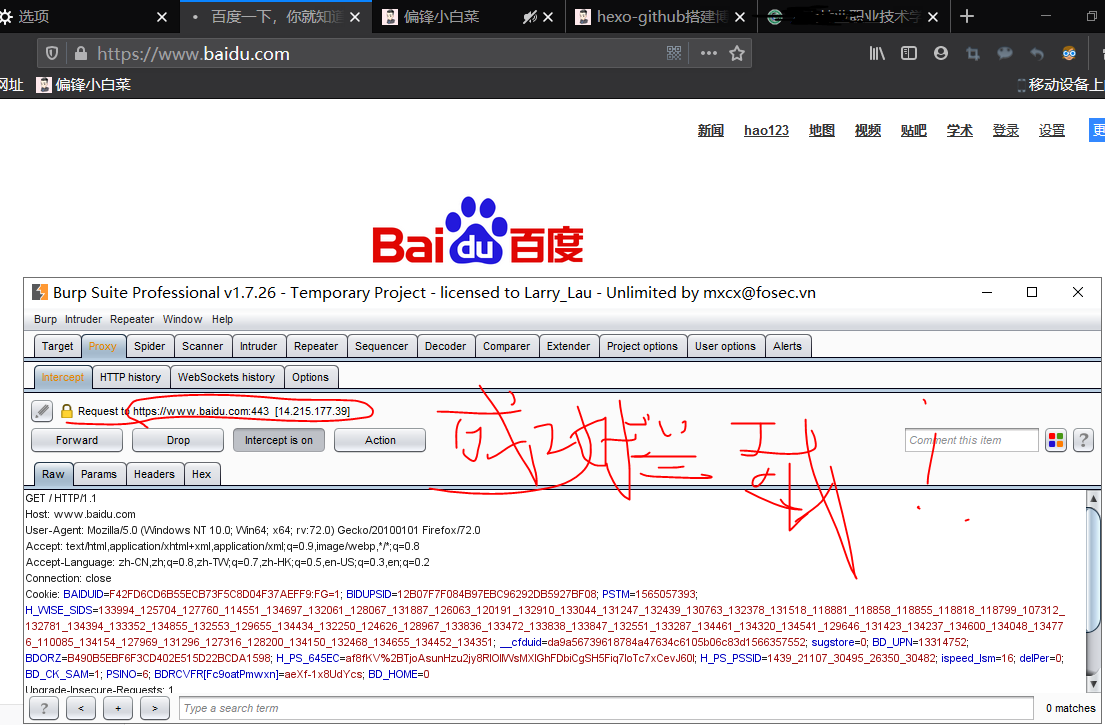 选项
百度一下，你就知道
偏锋小白菜
hexo-github搭建博
职业技术学
https://www.baidu.com
网址 偏锋小白菜 移动设备上
新闻 hao123 地图 视频 贴吧 学术 登录 设置 更
Baidu百度
Burp Suite Professional v1.7.26 - Temporary Project - licensed to Larry_Lau - Unlimited by mxcx@fosec.vn
Burp Intruder Repeater Window Help
Target Proxy Spider Scanner Intruder Repeater Sequencer Decoder Comparer Extender Project options User options Alerts
Intercept HTTP history WebSockets history Options
Request to https://www.baidu.com:443 [14.215.177.39]
成功拦截！
Forward Drop Intercept is on Action Comment this item ?
Raw Params Headers Hex
GET / HTTP/1.1
Host: www.baidu.com
User-Agent: Mozilla/5.0 (Windows NT 10.0; Win64; x64; rv:72.0) Gecko/20100101 Firefox/72.0
Accept: text/html,application/xhtml+xml,application/xml;q=0.9,image/webp,*/*;q=0.8
Accept-Language: zh-CN,zh;q=0.8,zh-TW;q=0.7,zh-HK;q=0.5,en-US;q=0.3,en;q=0.2
Connection: close
Cookie: BAIDUID=F42FD6CD6B55ECB73F5C8D04F37AEFF9:FG=1; BIDUPSID=12B07F7F084B97EBC96292DB5927BF08; PSTM=1565057393;
H_WISE_SIDS=133994_125704_127760_114551_134697_132061_128067_131887_126063_120191_132910_133044_131247_132439_130763_132378_131518_118881_118858_118855_118818_118799_107312_
132781_134394_133352_134855_132553_129655_134434_132250_124626_128967_133836_133472_133838_133847_132551_133287_134461_134320_134541_129646_131423_134237_134600_134048_13477
6_110085_134154_127969_131296_127316_128200_134150_132468_134655_134452_134351; __cfduid=da9a56739618784a47634c6105b06c83d1566357552; sugstore=0; BD_UPN=13314752;
BDORZ=B490B5EBF6F3CD402E515D22BCDA1598; H_PS_645EC=af8fKV%2BTjoAsunHzu2jy8RlOIlWsMXlGhFDbiCgSH5Fiq7loTc7xCevJ60I; H_PS_PSSID=1439_21107_30495_26350_30482; ispeed_lsm=16; delPer=0;
BD_CK_SAM=1; PSINO=6; BDRCVFR[Fc9oatPmwxn]=aeXf-1x8UdYcs; BD_HOME=0
Upgrade-Insecure-Requests: 1
? < + > Type a search term 0 matches